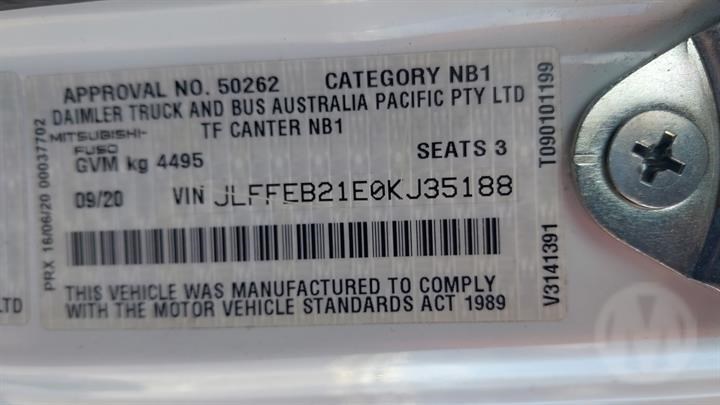 APPROVAL NO. 50262 CATEGORY NB1
DAIMLER TRUCK AND BUS AUSTRALIA PACIFIC PTY LTD
MITSUBISHI-
FUSO
TF CANTER NB1
GVM kg 4495
SEATS 3
09/20 VIN JLFFEB21E0KJ35188
THIS VEHICLE WAS MANUFACTURED TO COMPLY
WITH THE MOTOR VEHICLE STANDARDS ACT 1989
PRX 16/06/20 00037702
V3141391 T090101199
LTD